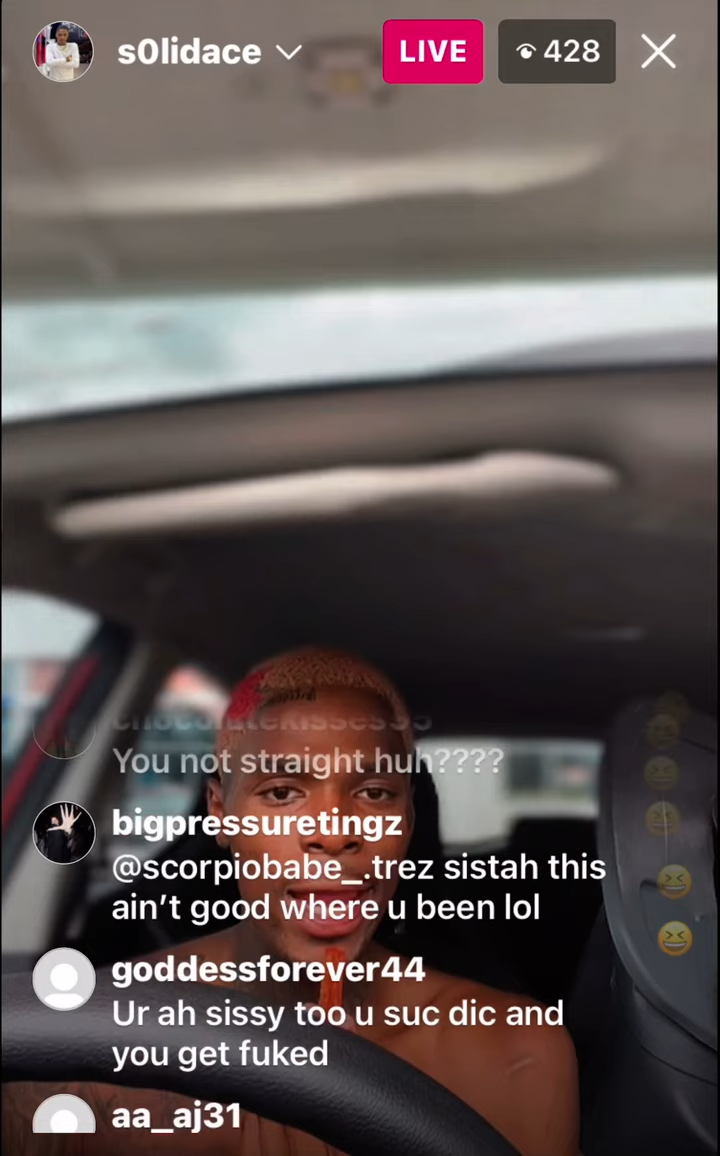 s0lidace
LIVE
428
You not straight huh????
bigpressuretingz
@scorpiobabe_.trez sistah this
ain't good where u been lol
goddessforever44
Ur ah sissy too u suc dic and
you get fuked
aa_aj31